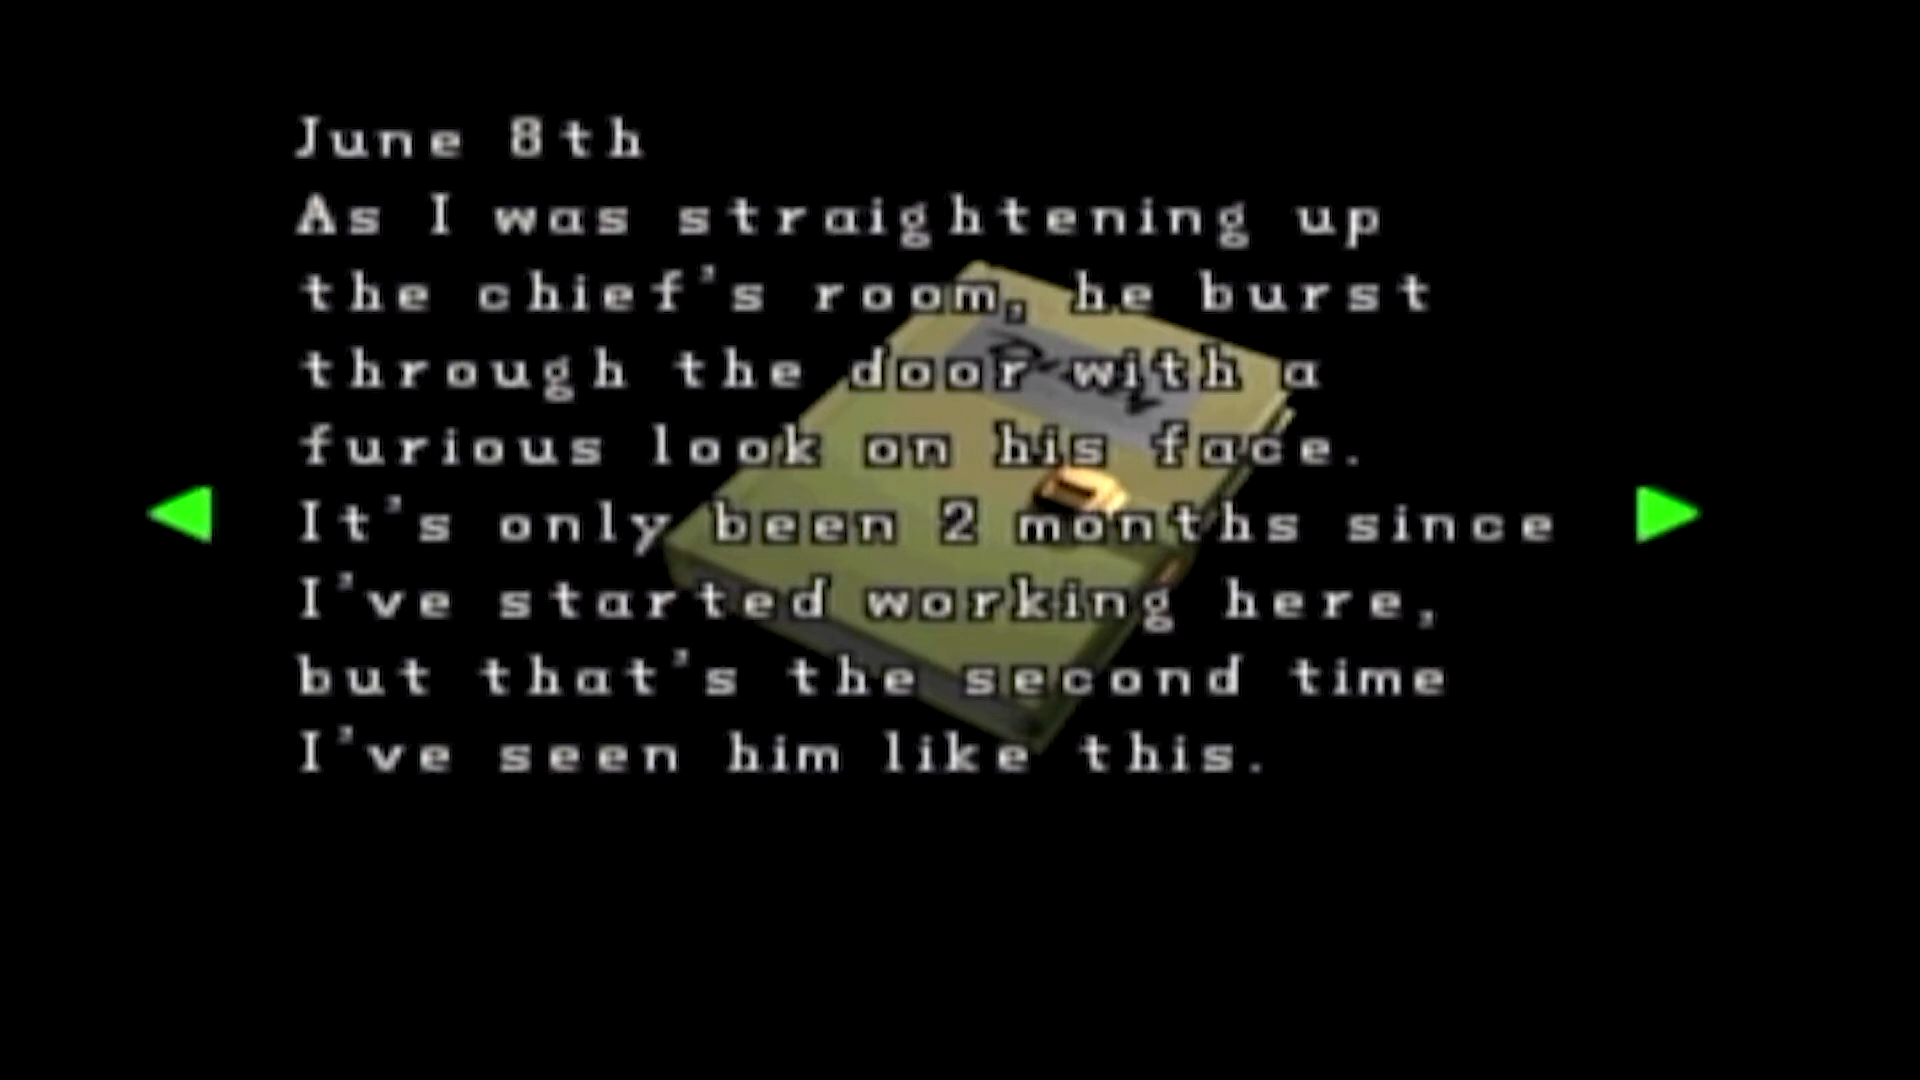 June 8th
As I was straightening up
the chief's room, he burst
through the door with a
furious look on his face.
It's only been 2 months since
I've started working here,
but that's the second time
I've seen him like this.